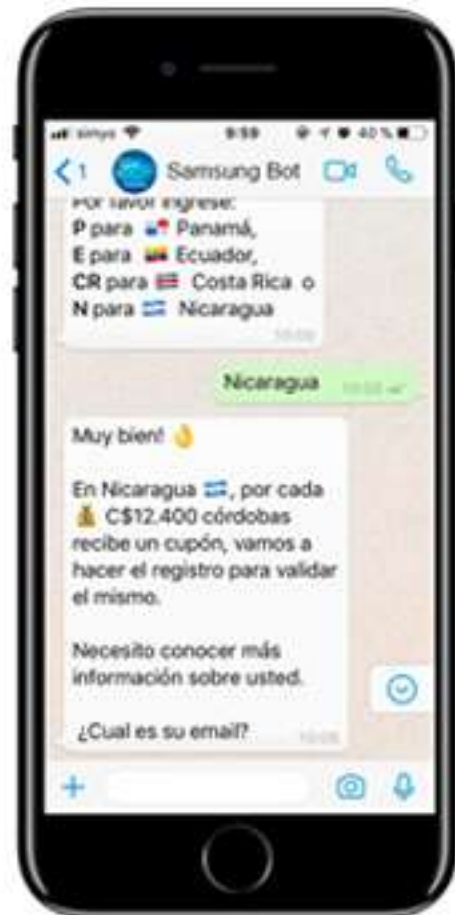 simyo 9:59 40 %
1 Samsung Bot
Por favor ingrese:
P para 🇵🇦 Panamá,
E para 🇪🇨 Ecuador,
CR para 🇨🇷 Costa Rica o
N para 🇳🇮 Nicaragua
Nicaragua
Muy bien! 👌
En Nicaragua 🇳🇮, por cada
💰 C$12.400 córdobas
recibe un cupón, vamos a
hacer el registro para validar
el mismo.
Necesito conocer más
información sobre usted.
¿Cual es su email?